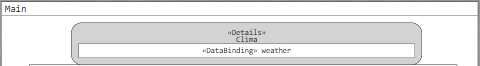 Main
«Details»
Clima
«DataBinding» weather